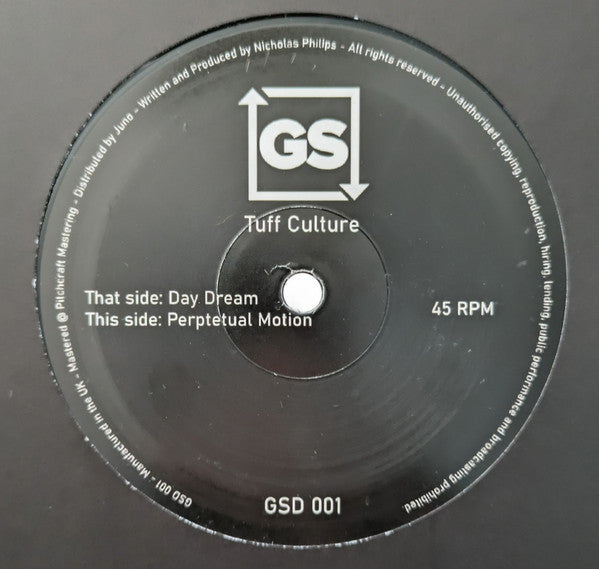 GS
Tuff Culture
That side: Day Dream
This side: Perptetual Motion
45 RPM
GSD 001
GSD 001 - Manufactured in the UK - Mastered @ Pitchcraft Mastering - Distributed by Juno - Written and Produced by Nicholas Philips - All rights reserved - Unauthorised copying, reproduction, hiring, lending, public performance and broadcasting prohibited.